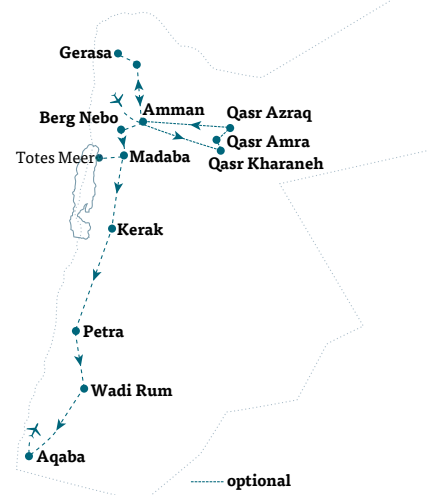 Gerasa
Amman
Qasr Azraq
Berg Nebo
Qasr Amra
Totes Meer
Madaba
Qasr Kharaneh
Kerak
Petra
Wadi Rum
Aqaba
optional